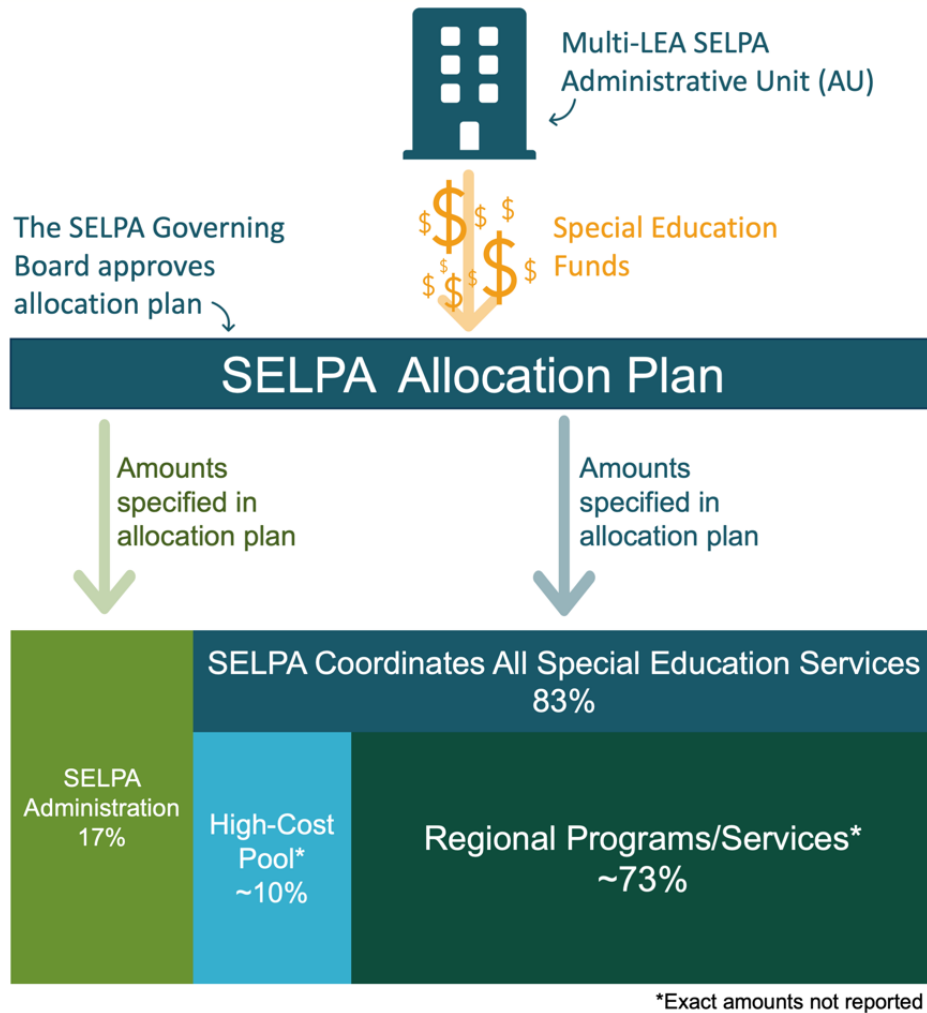 Multi-LEA SELPA
Administrative Unit (AU)
The SELPA Governing
Board approves
allocation plan
$ $ $ $ $ $ $ $ $
Special Education
Funds
SELPA Allocation Plan
Amounts
specified in
allocation plan
Amounts
specified in
allocation plan
SELPA Coordinates All Special Education Services
83%
SELPA
Administration
17%
High-Cost
Pool*
~10%
Regional Programs/Services*
~73%
*Exact amounts not reported